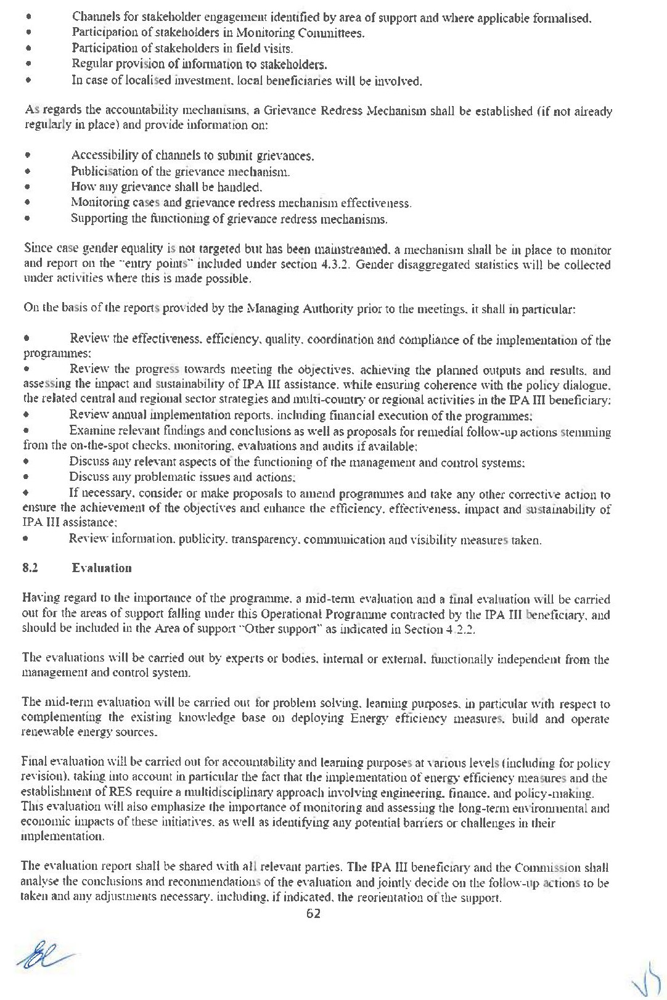 • Channels for stakeholder engagement identified by area of support and where applicable formalised.
• Participation of stakeholders in Monitoring Committees.
• Participation of stakeholders in field visits.
• Regular provision of information to stakeholders.
• In case of localised investment, local beneficiaries will be involved.
As regards the accountability mechanisms, a Grievance Redress Mechanism shall be established (if not already
regularly in place) and provide information on:
• Accessibility of channels to submit grievances.
• Publicisation of the grievance mechanism.
• How any grievance shall be handled.
• Monitoring cases and grievance redress mechanism effectiveness.
• Supporting the functioning of grievance redress mechanisms.
Since case gender equality is not targeted but has been mainstreamed, a mechanism shall be in place to monitor
and report on the "entry points" included under section 4.3.2. Gender disaggregated statistics will be collected
under activities where this is made possible.
On the basis of the reports provided by the Managing Authority prior to the meetings, it shall in particular:
• Review the effectiveness, efficiency, quality, coordination and compliance of the implementation of the
programmes;
• Review the progress towards meeting the objectives, achieving the planned outputs and results, and
assessing the impact and sustainability of IPA III assistance, while ensuring coherence with the policy dialogue,
the related central and regional sector strategies and multi-country or regional activities in the IPA III beneficiary;
• Review annual implementation reports, including financial execution of the programmes;
• Examine relevant findings and conclusions as well as proposals for remedial follow-up actions stemming
from the on-the-spot checks, monitoring, evaluations and audits if available;
• Discuss any relevant aspects of the functioning of the management and control systems;
• Discuss any problematic issues and actions;
• If necessary, consider or make proposals to amend programmes and take any other corrective action to
ensure the achievement of the objectives and enhance the efficiency, effectiveness, impact and sustainability of
IPA III assistance;
• Review information, publicity, transparency, communication and visibility measures taken.
8.2 Evaluation
Having regard to the importance of the programme, a mid-term evaluation and a final evaluation will be carried
out for the areas of support falling under this Operational Programme contracted by the IPA III beneficiary, and
should be included in the Area of support "Other support" as indicated in Section 4.2.2.
The evaluations will be carried out by experts or bodies, internal or external, functionally independent from the
management and control system.
The mid-term evaluation will be carried out for problem solving, learning purposes, in particular with respect to
complementing the existing knowledge base on deploying Energy efficiency measures, build and operate
renewable energy sources.
Final evaluation will be carried out for accountability and learning purposes at various levels (including for policy
revision), taking into account in particular the fact that the implementation of energy efficiency measures and the
establishment of RES require a multidisciplinary approach involving engineering, finance, and policy-making.
This evaluation will also emphasize the importance of monitoring and assessing the long-term environmental and
economic impacts of these initiatives, as well as identifying any potential barriers or challenges in their
implementation.
The evaluation report shall be shared with all relevant parties. The IPA III beneficiary and the Commission shall
analyse the conclusions and recommendations of the evaluation and jointly decide on the follow-up actions to be
taken and any adjustments necessary, including, if indicated, the reorientation of the support.
62